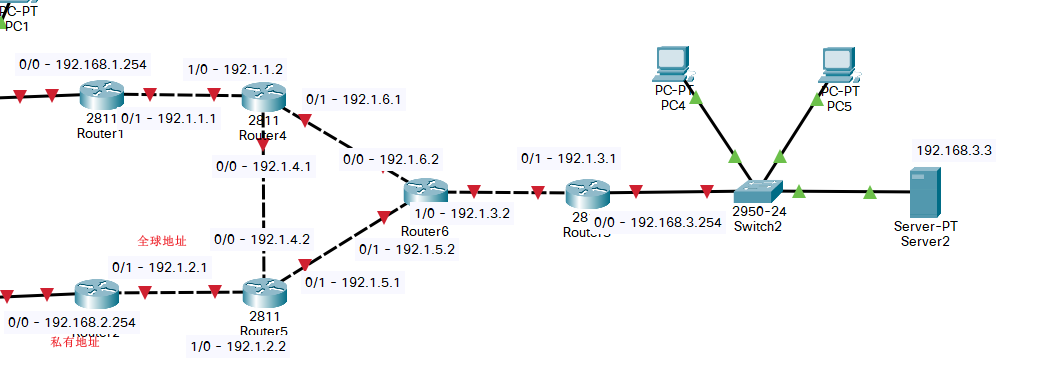 PC-PT
PC1
0/0 - 192.168.1.254
1/0 - 192.1.1.2
2811
Router1
0/1 - 192.1.1.1
2811
Router4
0/1 - 192.1.6.1
0/0 - 192.1.4.1
0/0 - 192.1.6.2
Router6
1/0 - 192.1.3.2
0/1 - 192.1.3.1
28
0/0 - 192.168.3.254
PC-PT
PC4
PC-PT
PC5
2950-24
Switch2
192.168.3.3
Server-PT
Server2
全球地址
0/0 - 192.1.4.2
0/1 - 192.1.5.2
0/1 - 192.1.2.1
0/1 - 192.1.5.1
0/0 - 192.168.2.254
Router2
私有地址
2811
Router5
1/0 - 192.1.2.2